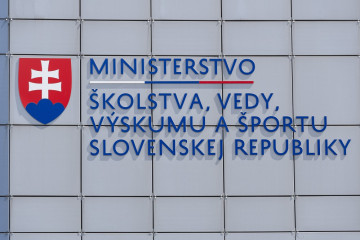 MINISTERSTVO
ŠKOLSTVA, VEDY,
VÝSKUMU A ŠPORTU
SLOVENSKEJ REPUBLIKY